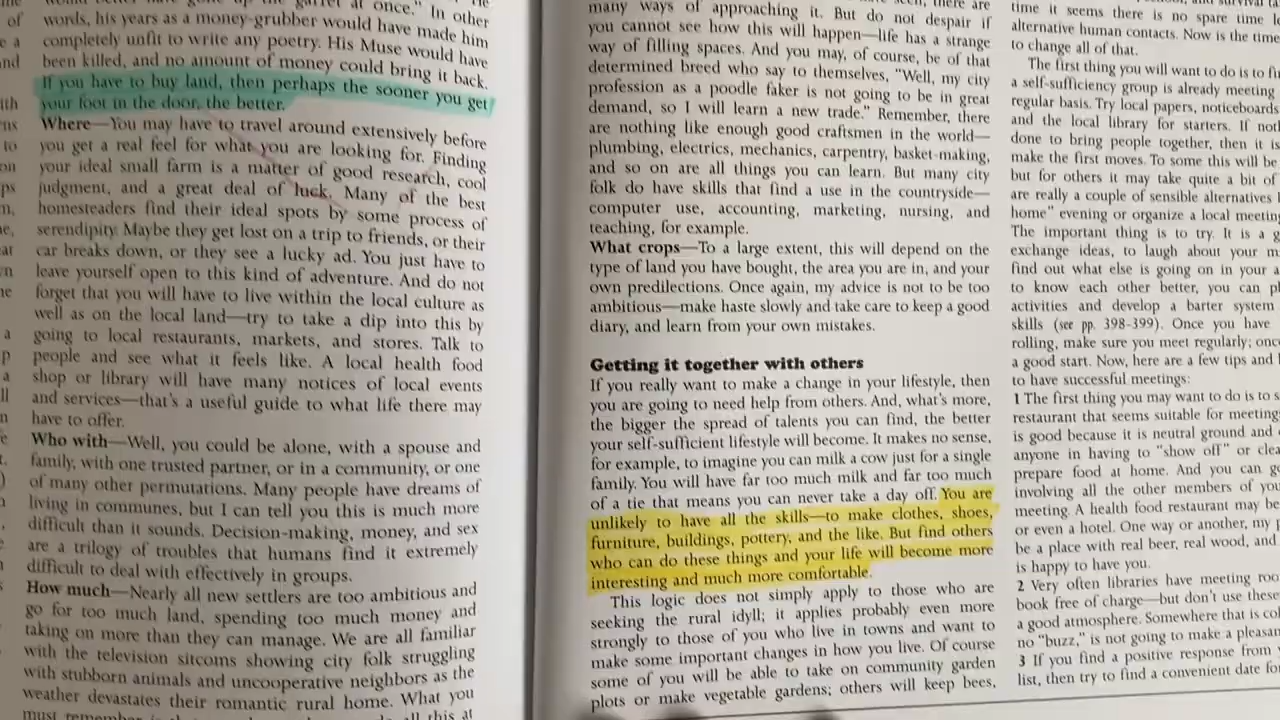 garret at once." In other
words, his years as a money-grubber would have made him
completely unfit to write any poetry. His Muse would have
been killed, and no amount of money could bring it back.
If you have to buy land, then perhaps the sooner you get
your foot in the door, the better.
Where—You may have to travel around extensively before
you get a real feel for what you are looking for. Finding
your ideal small farm is a matter of good research, cool
judgment, and a great deal of luck. Many of the best
homesteaders find their ideal spots by some process of
serendipity. Maybe they get lost on a trip to friends, or their
car breaks down, or they see a lucky ad. You just have to
leave yourself open to this kind of adventure. And do not
forget that you will have to live within the local culture as
well as on the local land—try to take a dip into this by
going to local restaurants, markets, and stores. Talk to
people and see what it feels like. A local health food
shop or library will have many notices of local events
and services—that's a useful guide to what life there may
have to offer.
Who with—Well, you could be alone, with a spouse and
family, with one trusted partner, or in a community, or one
of many other permutations. Many people have dreams of
living in communes, but I can tell you this is much more
difficult than it sounds. Decision-making, money, and sex
are a trilogy of troubles that humans find it extremely
difficult to deal with effectively in groups.
How much—Nearly all new settlers are too ambitious and
go for too much land, spending too much money and
taking on more than they can manage. We are all familiar
with the television sitcoms showing city folk struggling
with stubborn animals and uncooperative neighbors as the
weather devastates their romantic rural home. What you
must remember all this at
many ways of approaching it. But do not despair if
you cannot see how this will happen—life has a strange
way of filling spaces. And you may, of course, be of that
determined breed who say to themselves, "Well, my city
profession as a poodle faker is not going to be in great
demand, so I will learn a new trade." Remember, there
are nothing like enough good craftsmen in the world—
plumbing, electrics, mechanics, carpentry, basket-making,
and so on are all things you can learn. But many city
folk do have skills that find a use in the countryside—
computer use, accounting, marketing, nursing, and
teaching, for example.
What crops—To a large extent, this will depend on the
type of land you have bought, the area you are in, and your
own predilections. Once again, my advice is not to be too
ambitious—make haste slowly and take care to keep a good
diary, and learn from your own mistakes.
Getting it together with others
If you really want to make a change in your lifestyle, then
you are going to need help from others. And, what's more,
the bigger the spread of talents you can find, the better
your self-sufficient lifestyle will become. It makes no sense,
for example, to imagine you can milk a cow just for a single
family. You will have far too much milk and far too much
of a tie that means you can never take a day off. You are
unlikely to have all the skills—to make clothes, shoes,
furniture, buildings, pottery, and the like. But find others
who can do these things and your life will become more
interesting and much more comfortable.
This logic does not simply apply to those who are
seeking the rural idyll; it applies probably even more
strongly to those of you who live in towns and want to
make some important changes in how you live. Of course
some of you will be able to take on community garden
plots or make vegetable gardens; others will keep bees,
time it seems there is no spare time
alternative human contacts. Now is the time
to change all of that.
The first thing you will want to do is to
a self-sufficiency group is already meeting
regular basis. Try local papers, noticeboards
and the local library for starters. If not
done to bring people together, then it is
make the first moves. To some this will be
but for others it may take quite a bit of
are really a couple of sensible alternatives
home" evening or organize a local
The important thing is to try. It is a
exchange ideas, to laugh about your
find out what else is going on in your
to know each other better, you can
activities and develop a barter system
skills (see pp. 398-399). Once you have
rolling, make sure you meet regularly;
a good start. Now, here are a few tips and
to have successful meetings:
1 The first thing you may want to do is to
restaurant that seems suitable for meeting
is good because it is neutral ground and
anyone in having to "show off" or
prepare food at home. And you can
involving all the other members of
meeting. A health food restaurant may
or even a hotel. One way or another, my
be a place with real beer, real wood, and
is happy to have you.
2 Very often libraries have meeting
book free of charge—but don't use these
a good atmosphere. Somewhere that is
no "buzz," is not going to make a
3 If you find a positive response from
list, then try to find a convenient date